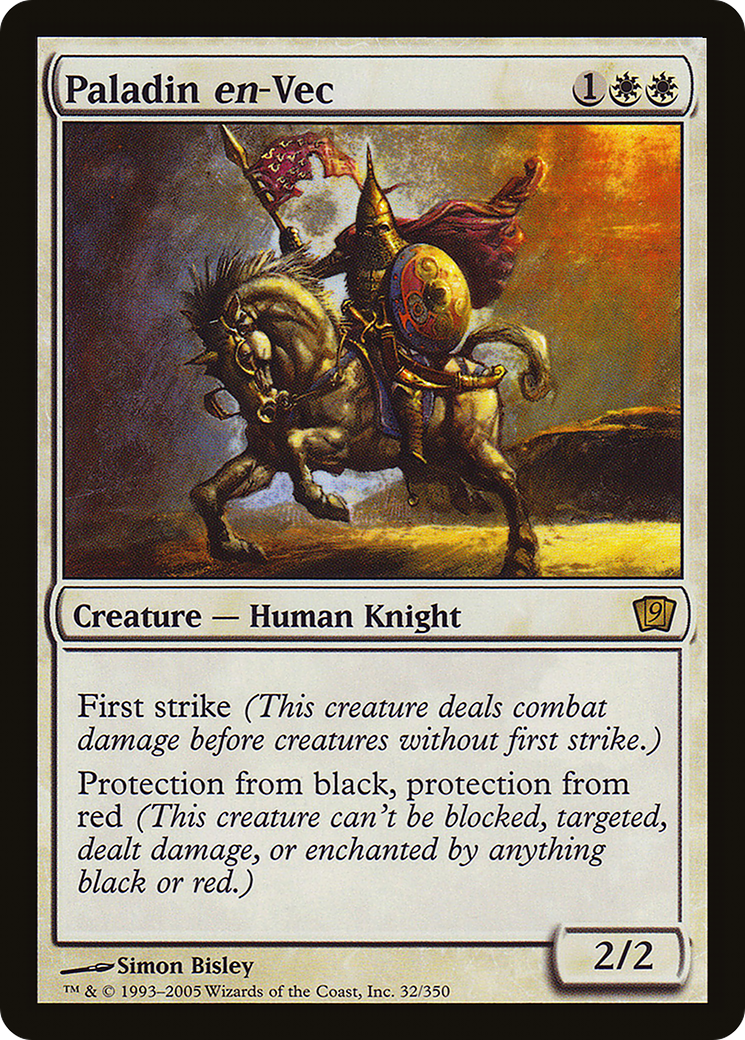 Paladin en-Vec 1
Creature — Human Knight 9
First strike (This creature deals combat
damage before creatures without first strike.)
Protection from black, protection from
red (This creature can't be blocked, targeted,
dealt damage, or enchanted by anything
black or red.)
2/2
Simon Bisley
™ & © 1993–2005 Wizards of the Coast, Inc. 32/350